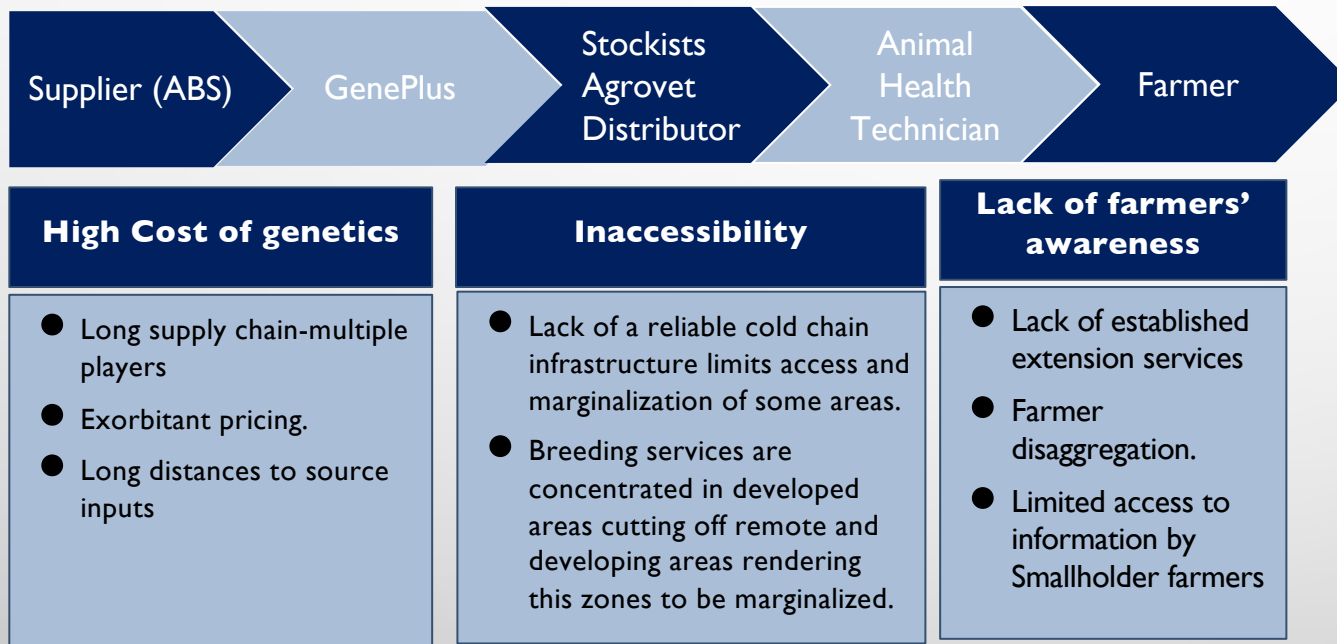 Supplier (ABS)
GenePlus
Stockists
Agrovet
Distributor
Animal
Health
Technician
Farmer
High Cost of genetics
● Long supply chain-multiple
players
● Exorbitant pricing.
● Long distances to source
inputs
Inaccessibility
● Lack of a reliable cold chain
infrastructure limits access and
marginalization of some areas.
● Breeding services are
concentrated in developed
areas cutting off remote and
developing areas rendering
this zones to be marginalized.
Lack of farmers’
awareness
● Lack of established
extension services
● Farmer
disaggregation.
● Limited access to
information by
Smallholder farmers